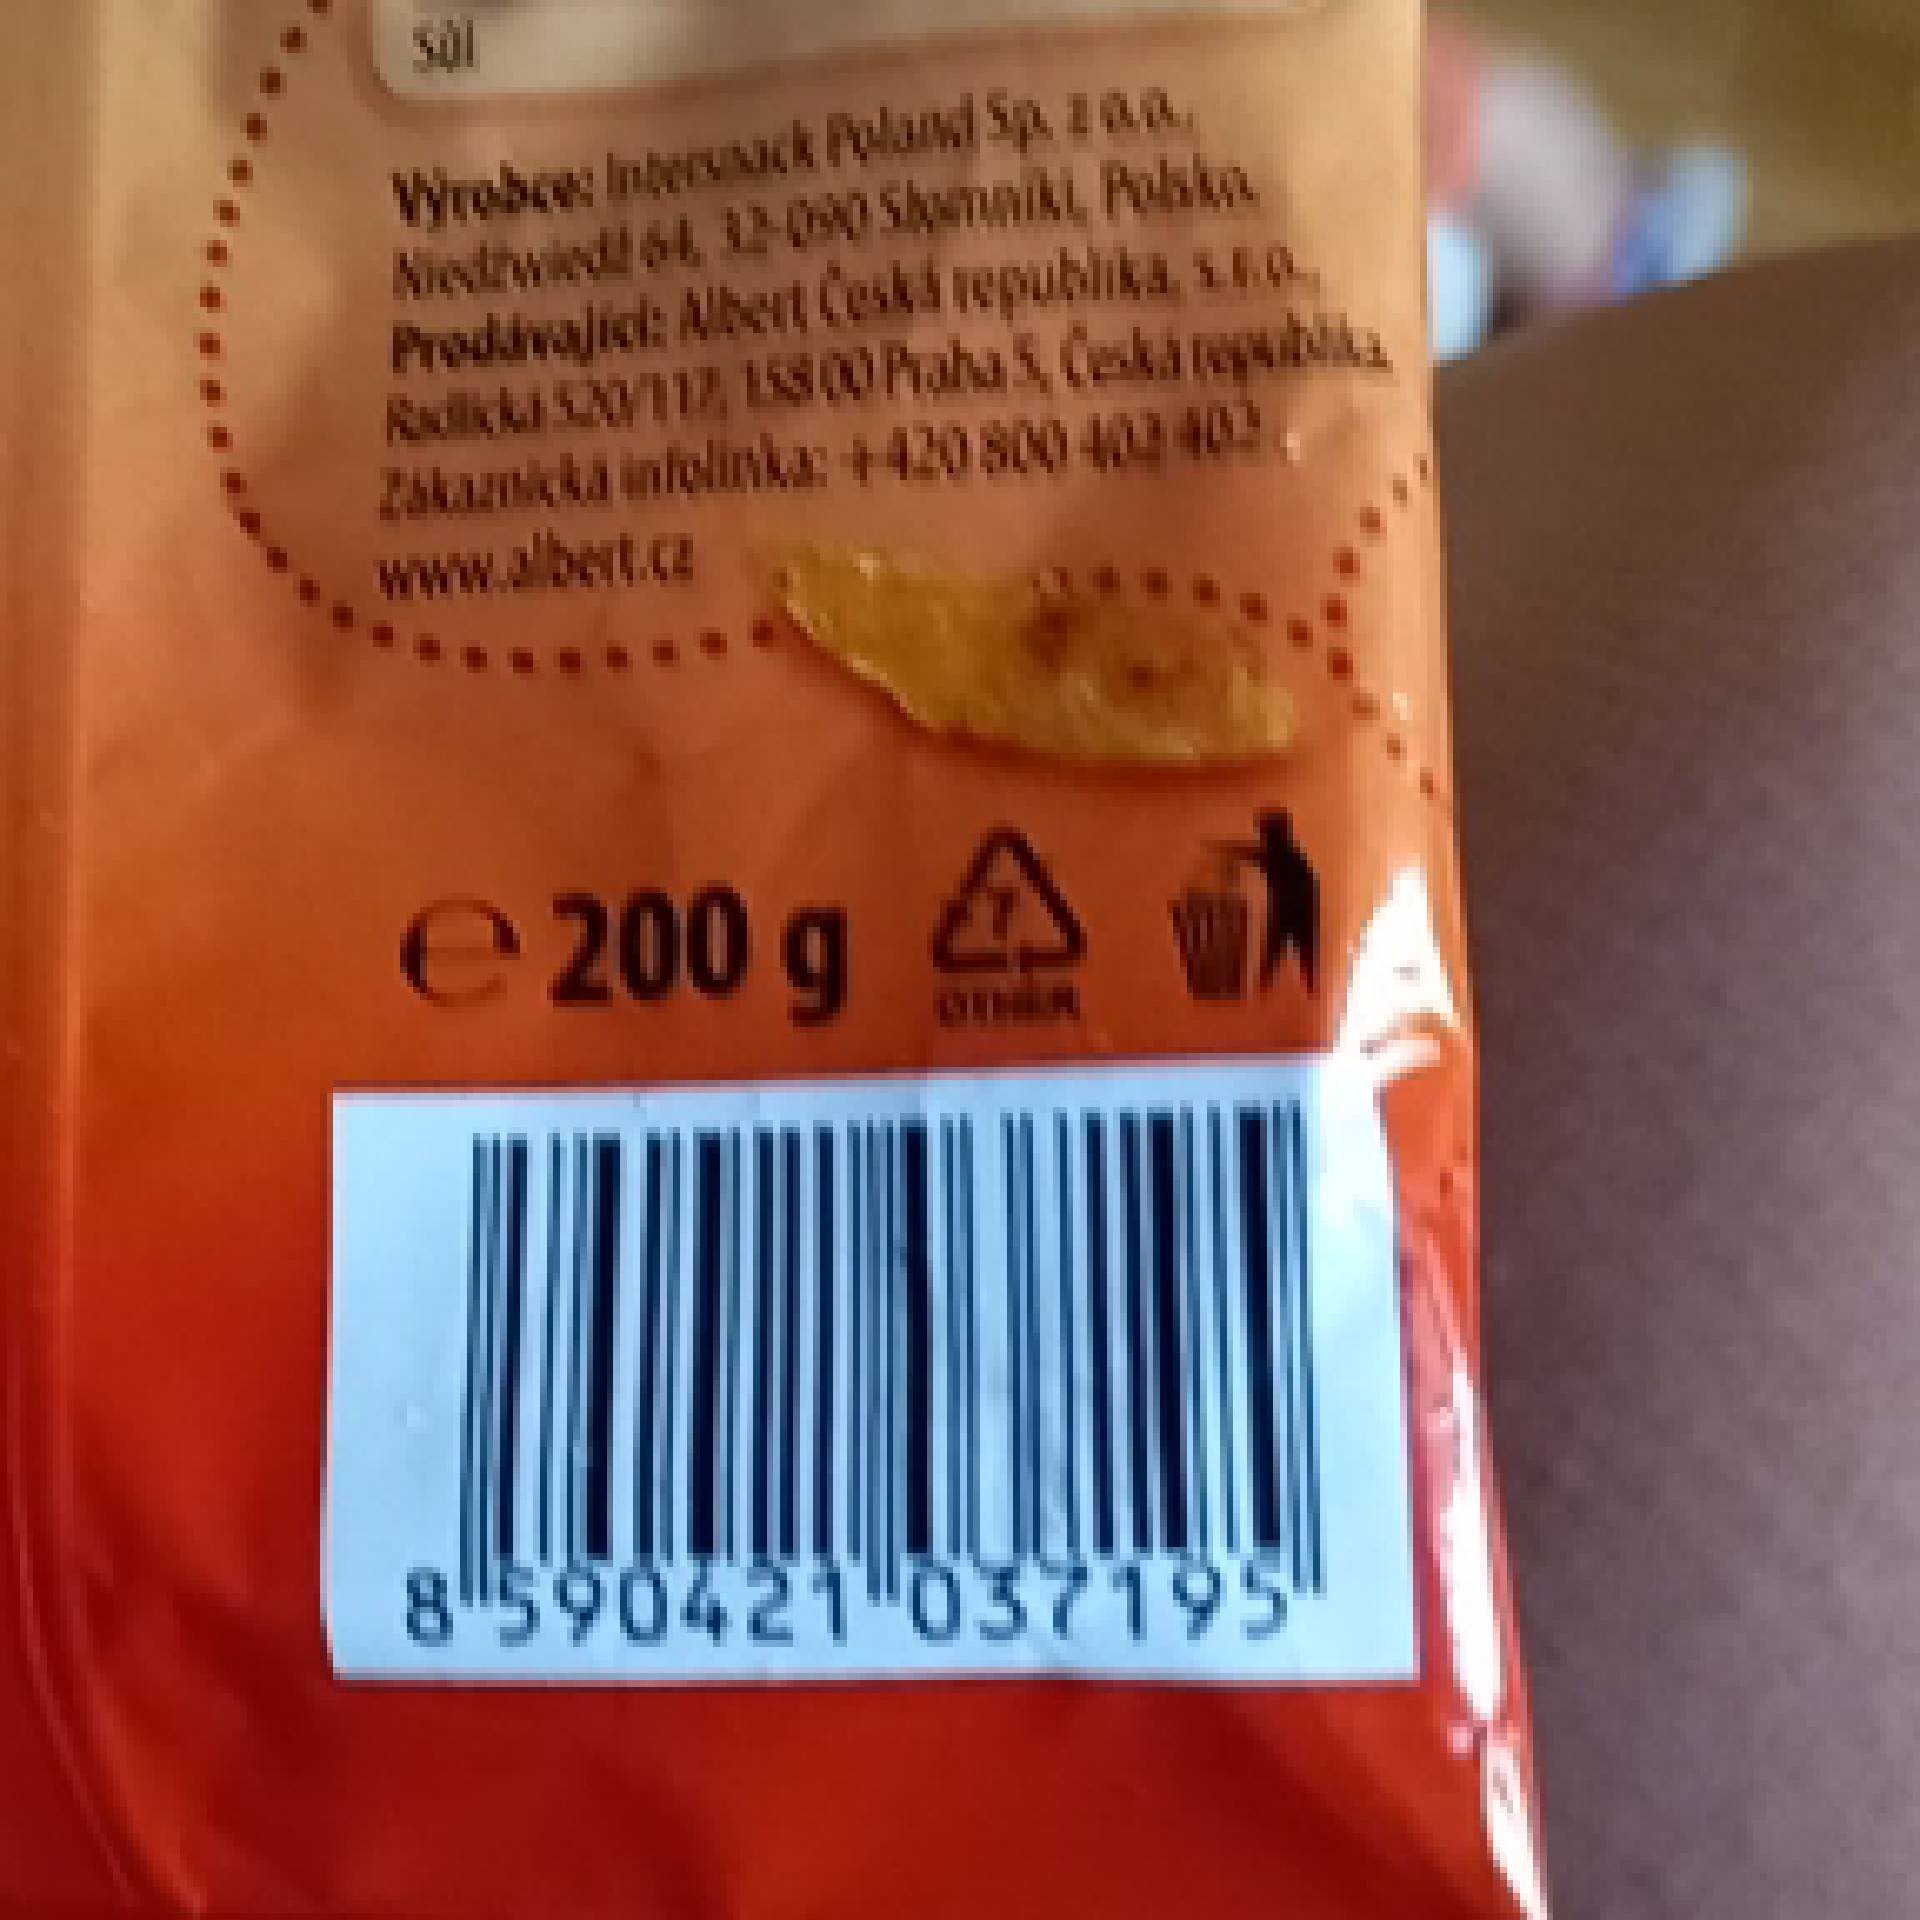 Sůl
Výrobce: Intersnack Poland Sp. z o.o.,
Niedźwiedź 64, 32-090 Słomniki, Polsko.
Prodávající: Albert Česká republika, s.r.o.,
Radlická 520/117, 158 00 Praha 5, Česká republika.
Zákaznická infolinka: +420 800 402 402
www.albert.cz
℮ 200 g
7
OTHER
8 590421 037195